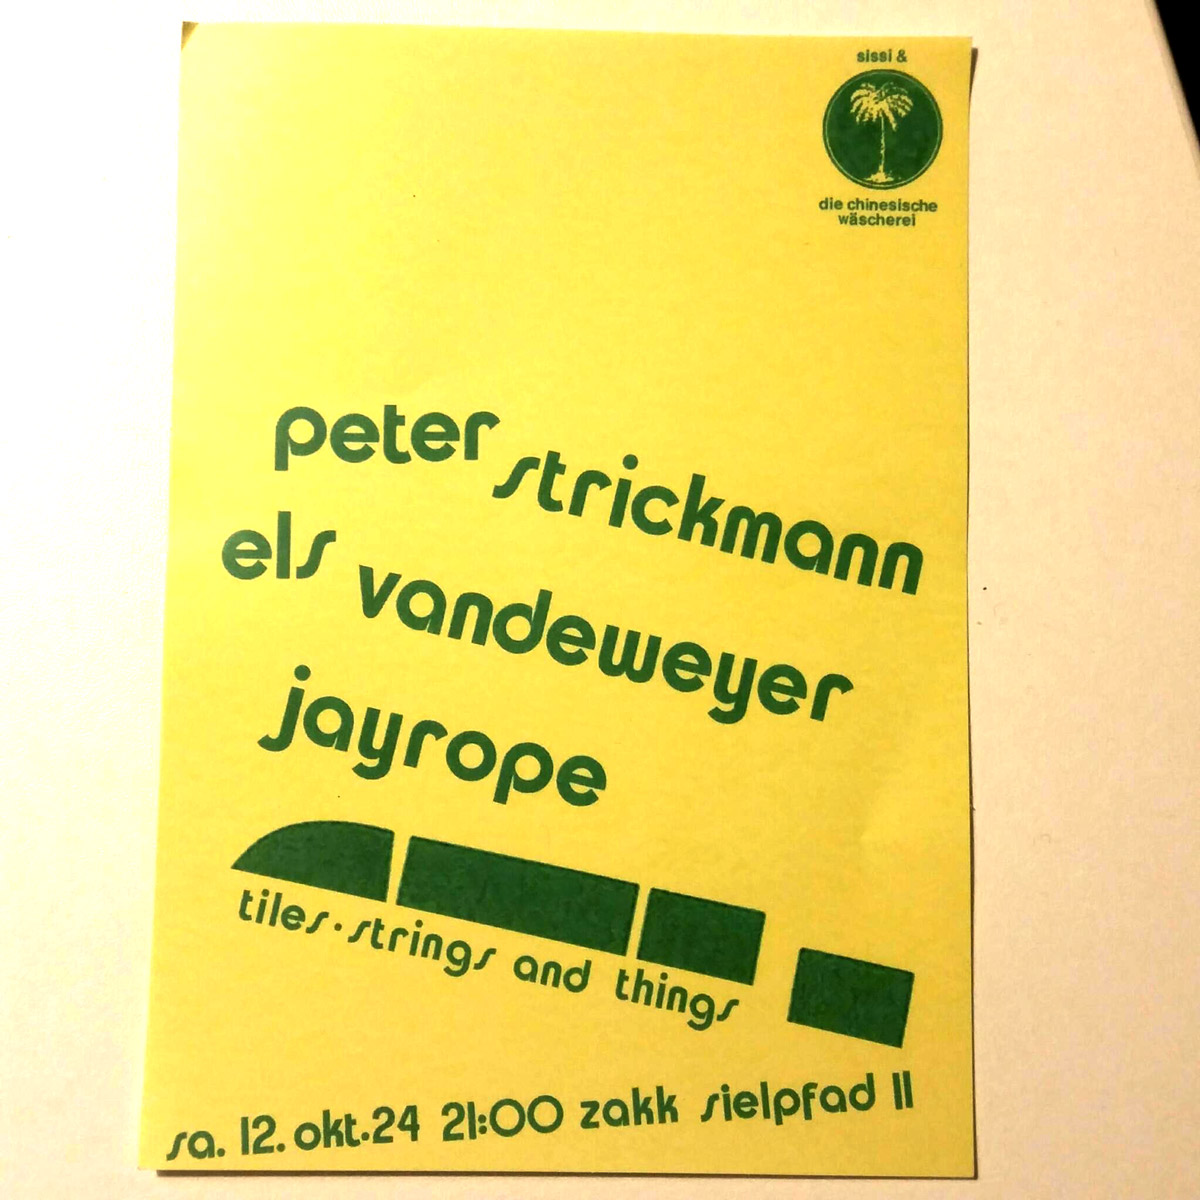 sissi &
die chinesische
wäscherei
peter strickmann
els vandeweyer
jayrope
tiles · strings and things
sa. 12. okt. 24 21:00 zakk sielpfad 11